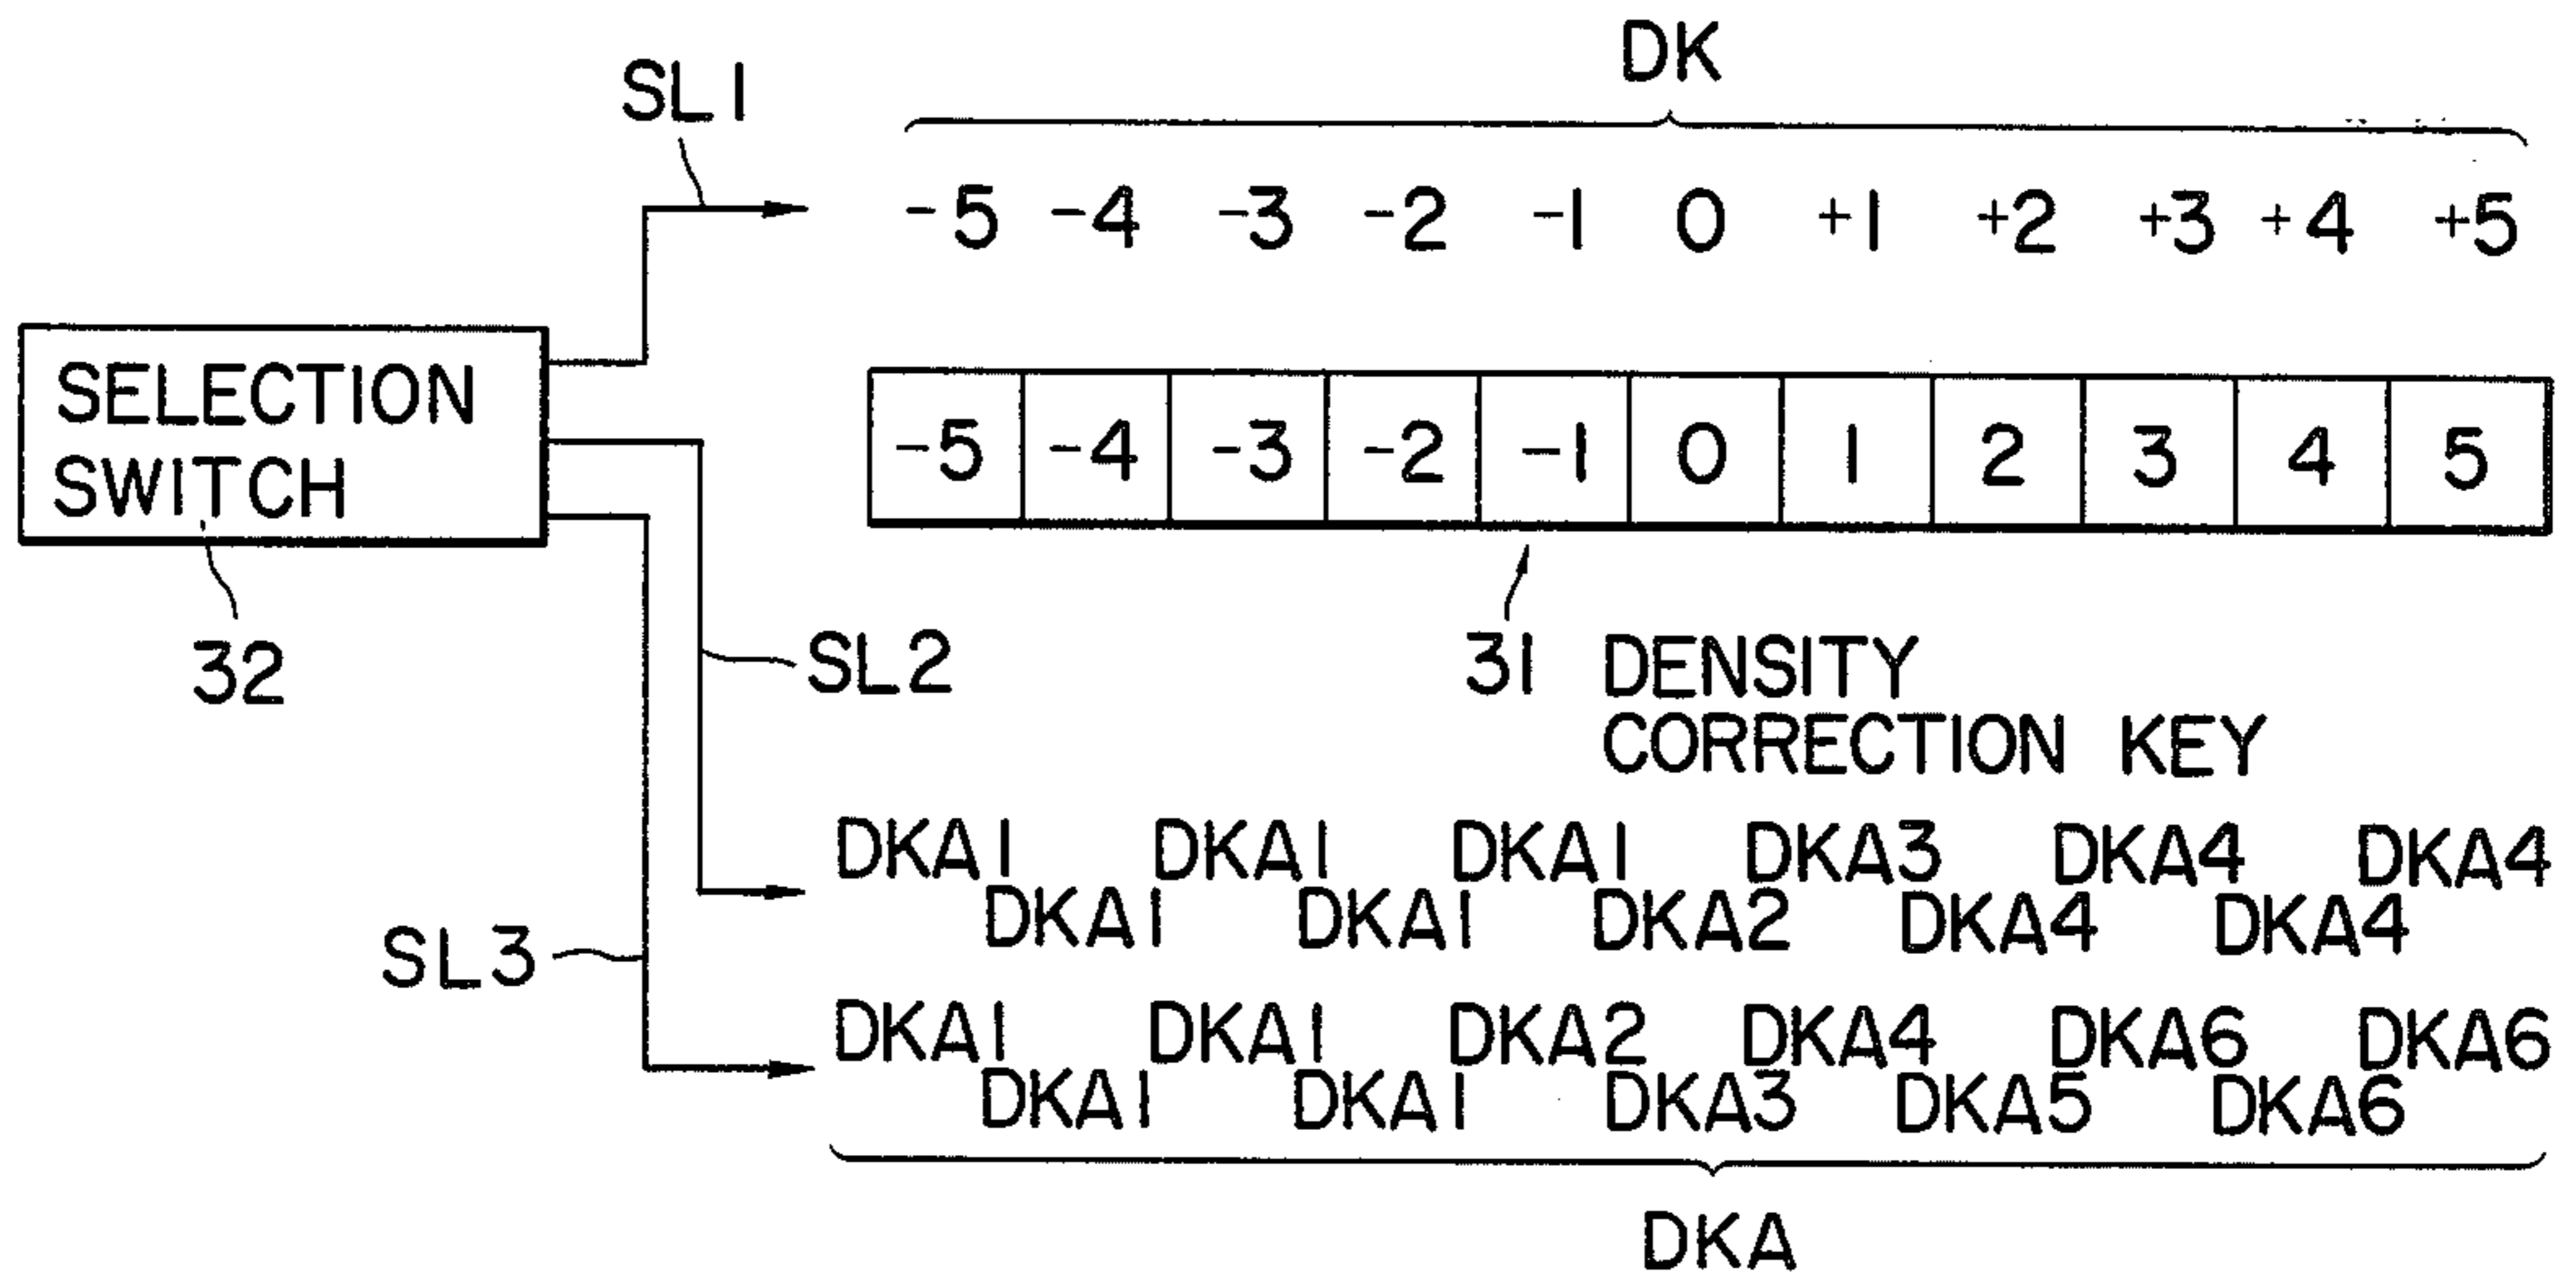 DK
SL1
-5 -4 -3 -2 -1 0 +1 +2 +3 +4 +5
SELECTION
SWITCH
-5 -4 -3 -2 -1 0 1 2 3 4 5
32
SL2
31 DENSITY
CORRECTION KEY
DKA1 DKA1 DKA1 DKA3 DKA4 DKA4
DKA1 DKA1 DKA2 DKA4 DKA4
SL3
DKA1 DKA1 DKA2 DKA4 DKA6 DKA6
DKA1 DKA1 DKA3 DKA5 DKA6
DKA